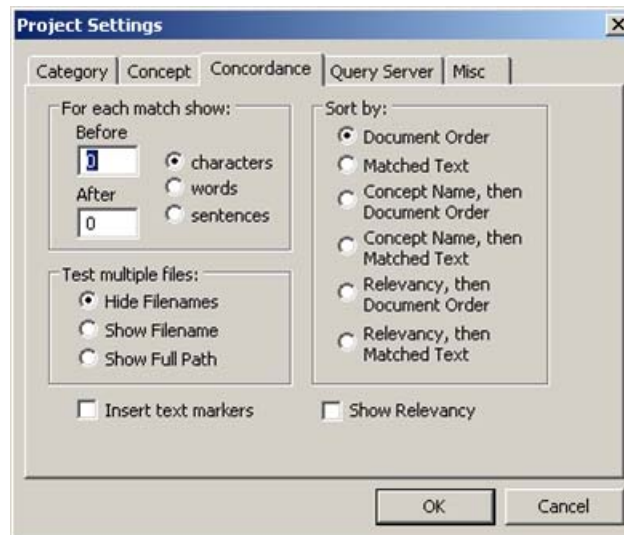 Project Settings
Category Concept Concordance Query Server Misc
For each match show:
Before
0
After
0
characters
words
sentences
Test multiple files:
Hide Filenames
Show Filename
Show Full Path
Sort by:
Document Order
Matched Text
Concept Name, then
Document Order
Concept Name, then
Matched Text
Relevancy, then
Document Order
Relevancy, then
Matched Text
Insert text markers
Show Relevancy
OK
Cancel